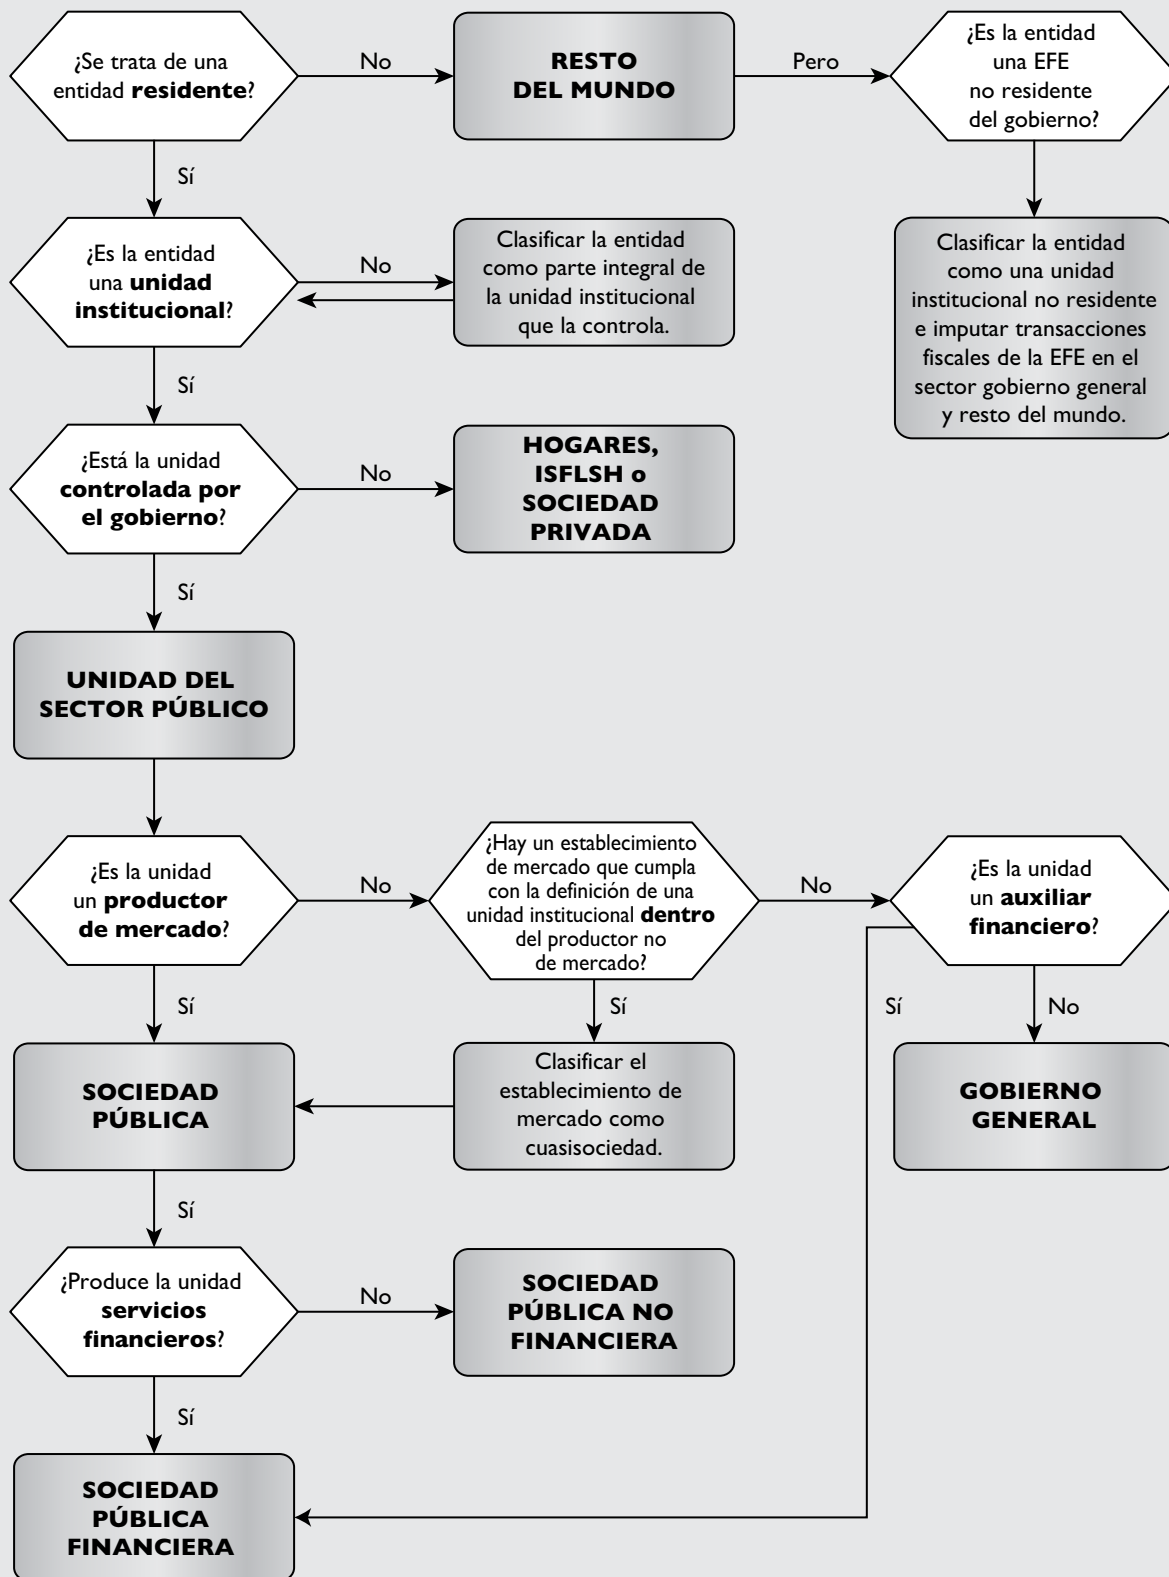 ¿Se trata de una
entidad residente?
No
RESTO
DEL MUNDO
Pero
¿Es la entidad
una EFE
no residente
del gobierno?
Sí
¿Es la entidad
una unidad
institucional?
No
Clasificar la entidad
como parte integral de
la unidad institucional
que la controla.
Clasificar la entidad
como una unidad
institucional no residente
e imputar transacciones
fiscales de la EFE en el
sector gobierno general
y resto del mundo.
Sí
¿Está la unidad
controlada por
el gobierno?
No
HOGARES,
ISFLSH o
SOCIEDAD
PRIVADA
Sí
UNIDAD DEL
SECTOR PÚBLICO
¿Es la unidad
un productor
de mercado?
No
¿Hay un establecimiento
de mercado que cumpla
con la definición de una
unidad institucional dentro
del productor no
de mercado?
No
¿Es la unidad
un auxiliar
financiero?
Sí
Sí
Sí
No
SOCIEDAD
PÚBLICA
Clasificar el
establecimiento de
mercado como
cuasisociedad.
GOBIERNO
GENERAL
Sí
¿Produce la unidad
servicios
financieros?
No
SOCIEDAD
PÚBLICA NO
FINANCIERA
Sí
SOCIEDAD
PÚBLICA
FINANCIERA